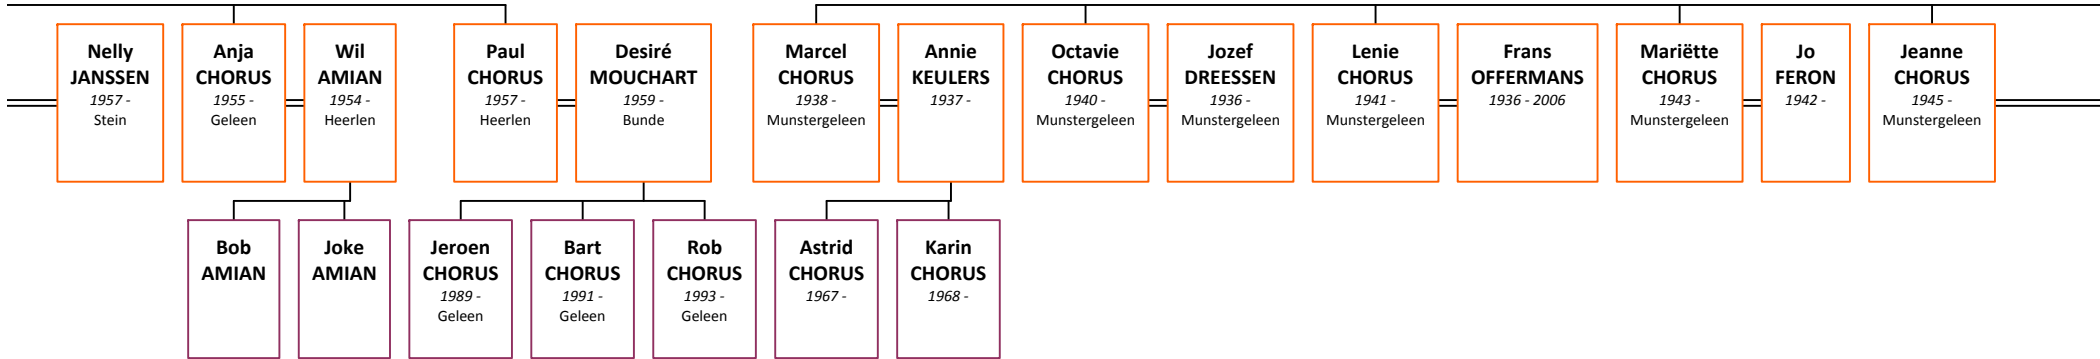 Nelly
JANSSEN
1957 -
Stein
Anja
CHORUS
1955 -
Geleen
Wil
AMIAN
1954 -
Heerlen
Paul
CHORUS
1957 -
Heerlen
Desiré
MOUCHART
1959 -
Bunde
Marcel
CHORUS
1938 -
Munstergeleen
Annie
KEULERS
1937 -
Octavie
CHORUS
1940 -
Munstergeleen
Jozef
DREESSEN
1936 -
Munstergeleen
Lenie
CHORUS
1941 -
Munstergeleen
Frans
OFFERMANS
1936 - 2006
Mariëtte
CHORUS
1943 -
Munstergeleen
Jo
FERON
1942 -
Jeanne
CHORUS
1945 -
Munstergeleen
Bob
AMIAN
Joke
AMIAN
Jeroen
CHORUS
1989 -
Geleen
Bart
CHORUS
1991 -
Geleen
Rob
CHORUS
1993 -
Geleen
Astrid
CHORUS
1967 -
Karin
CHORUS
1968 -